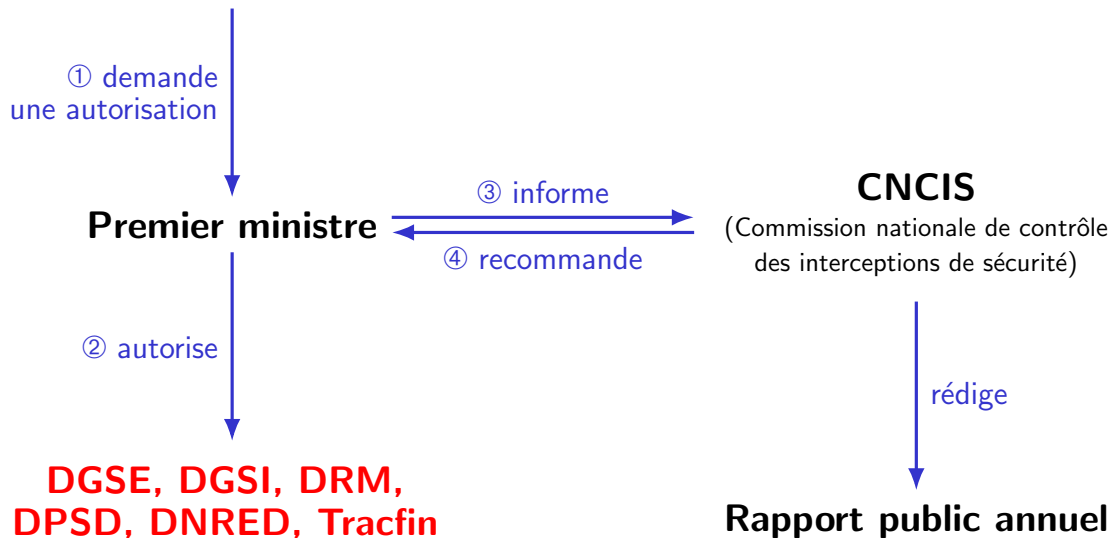 ① demande
une autorisation
Premier ministre
③ informe
④ recommande
CNCIS
(Commission nationale de contrôle
des interceptions de sécurité)
② autorise
rédige
DGSE, DGSI, DRM,
DPSD, DNRED, Tracfin
Rapport public annuel